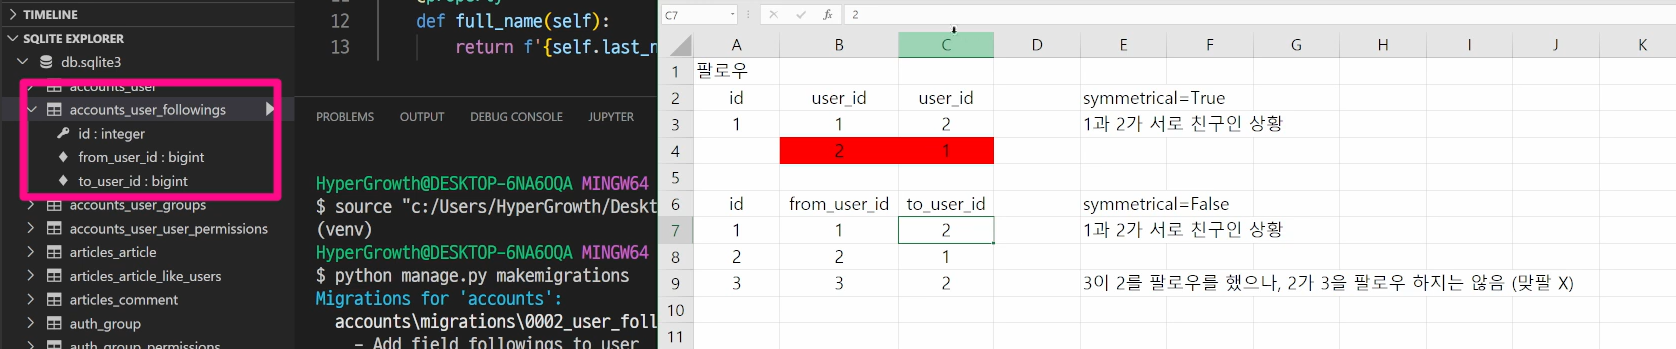 TIMELINE
SQLITE EXPLORER
db.sqlite3
accounts_user
accounts_user_followings
id : integer
from_user_id : bigint
to_user_id : bigint
accounts_user_groups
accounts_user_user_permissions
articles_article
articles_article_like_users
articles_comment
auth_group
auth_group_permissions
11 @property
12 def full_name(self):
13 return f'{self.last_n
PROBLEMS OUTPUT DEBUG CONSOLE JUPYTER
HyperGrowth@DESKTOP-6NA6OQA MINGW64
$ source "c:/Users/HyperGrowth/Deskt
(venv)
HyperGrowth@DESKTOP-6NA6OQA MINGW64
$ python manage.py makemigrations
Migrations for 'accounts':
accounts\migrations\0002_user_foll
- Add field followings to user
C7 fx 2
A B C D E F G H I J K
1 팔로우
2 id user_id user_id symmetrical=True
3 1 1 2 1과 2가 서로 친구인 상황
4 2 1
5
6 id from_user_id to_user_id symmetrical=False
7 1 1 2 1과 2가 서로 친구인 상황
8 2 2 1
9 3 3 2 3이 2를 팔로우를 했으나, 2가 3을 팔로우 하지는 않음 (맞팔 X)
10
11